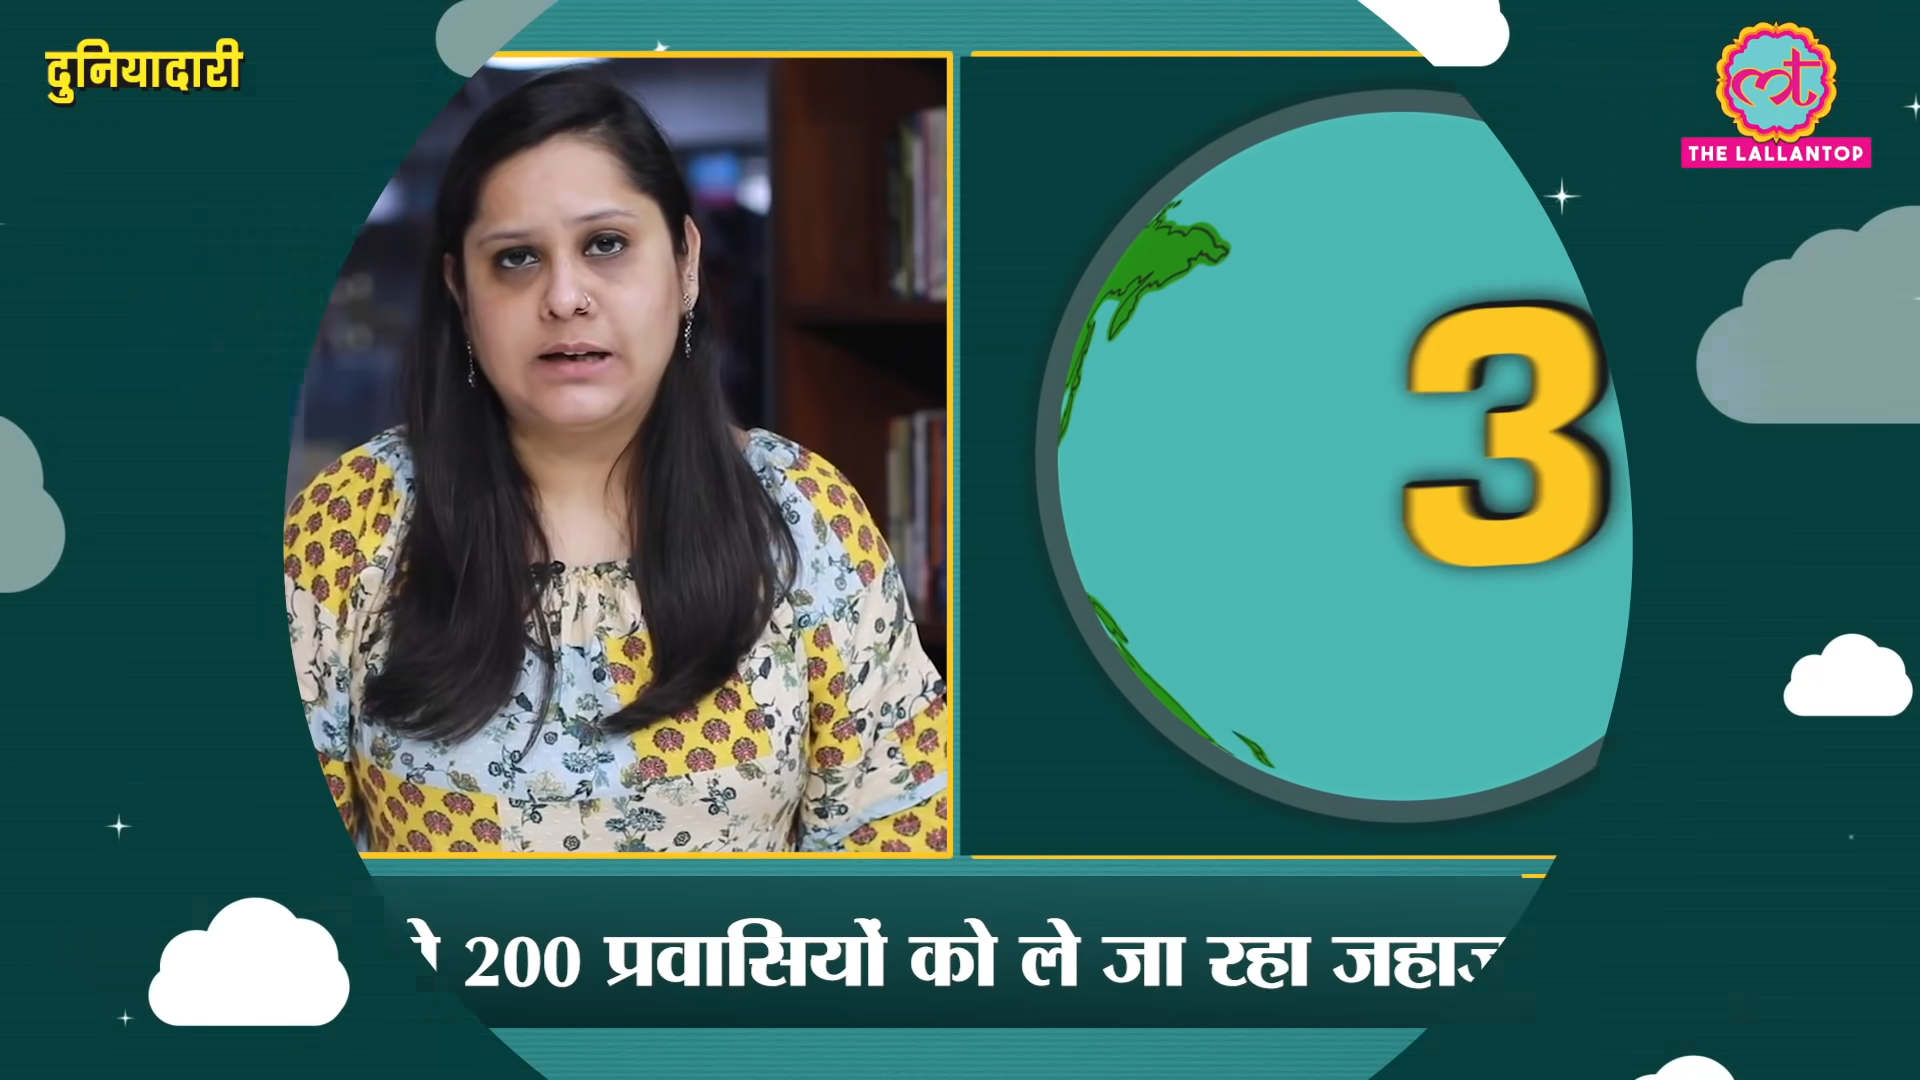 दुनियादारी
THE LALLANTOP
3
200 प्रवासियों को ले जा रहा